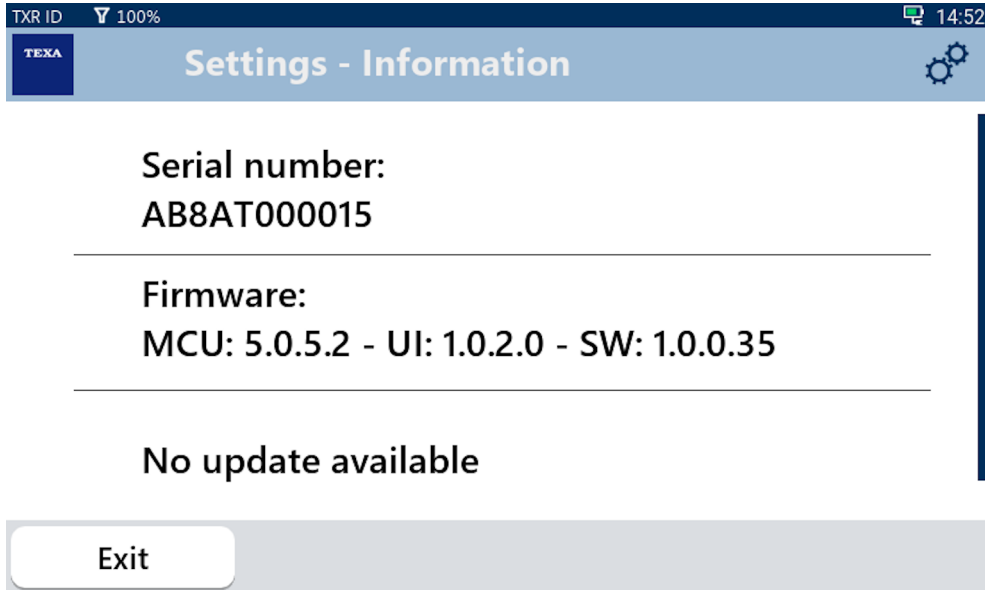 TXR ID 100% 14:52
TEXA Settings - Information
Serial number:
AB8AT000015
Firmware:
MCU: 5.0.5.2 - UI: 1.0.2.0 - SW: 1.0.0.35
No update available
Exit